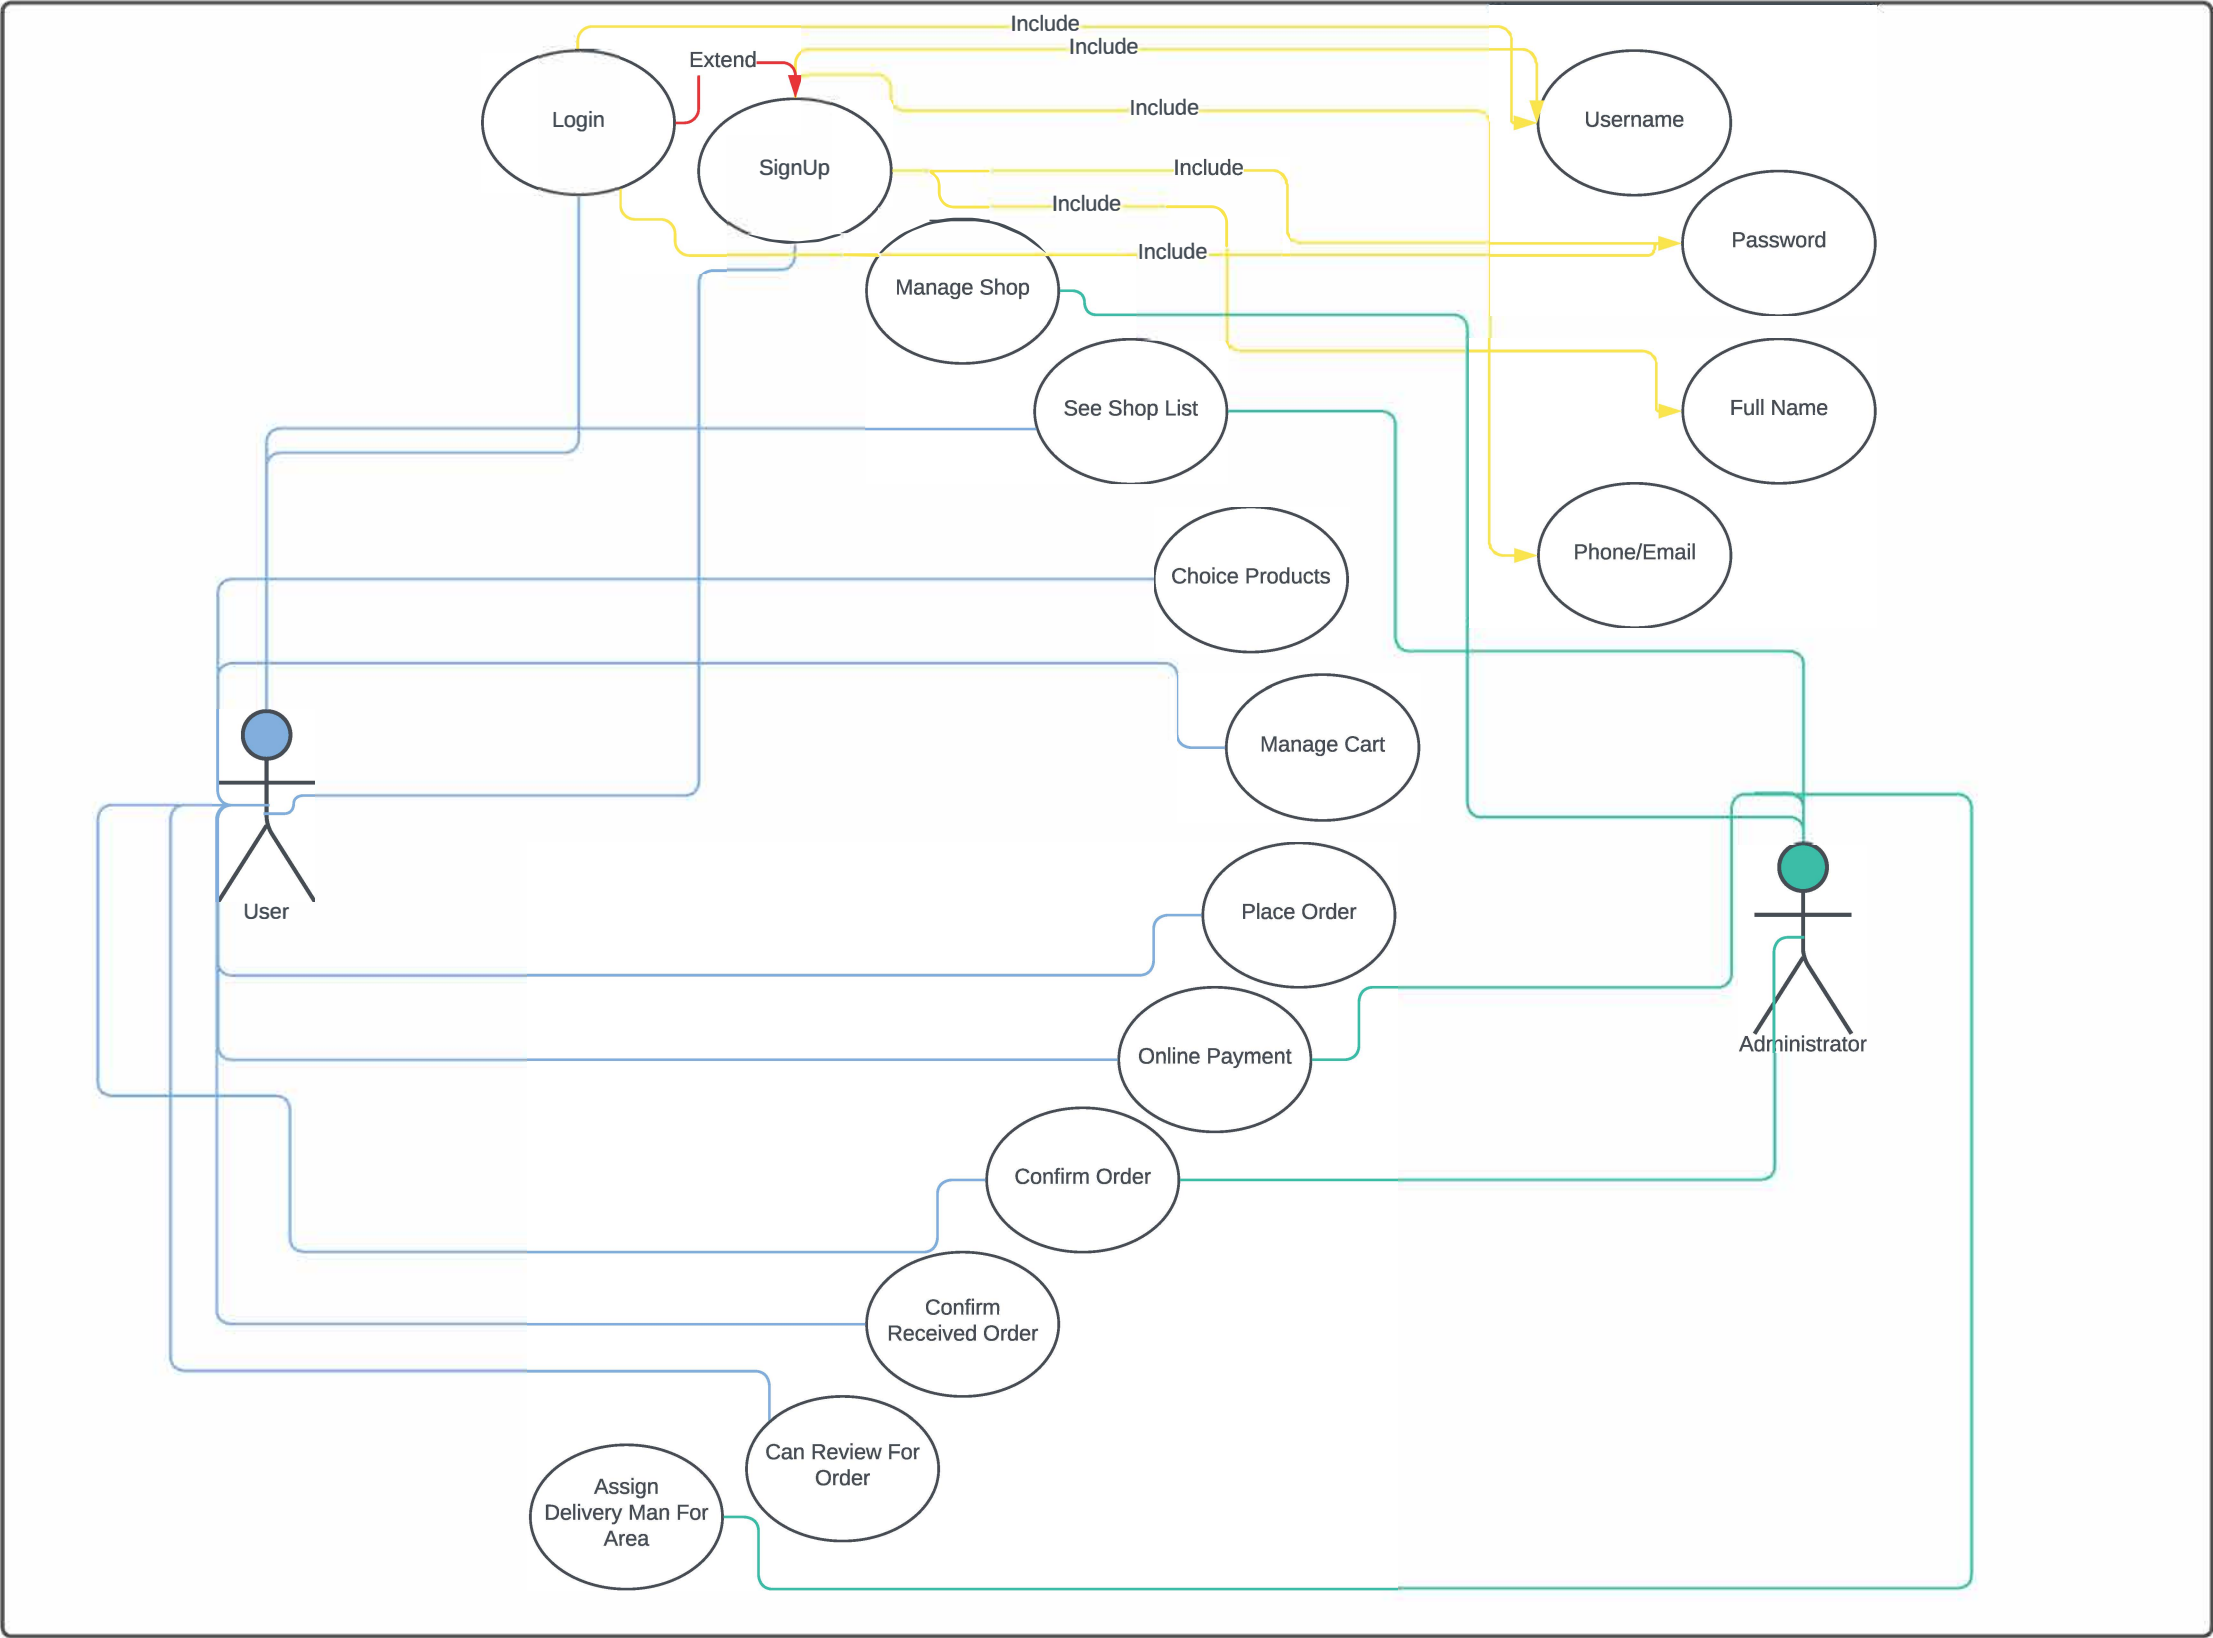 Include
Include
Extend
Include
Login
Username
SignUp
Include
Include
Password
Include
Manage Shop
See Shop List
Full Name
Phone/Email
Choice Products
Manage Cart
Place Order
User
Administrator
Online Payment
Confirm Order
Confirm
Received Order
Can Review For
Order
Assign
Delivery Man For
Area